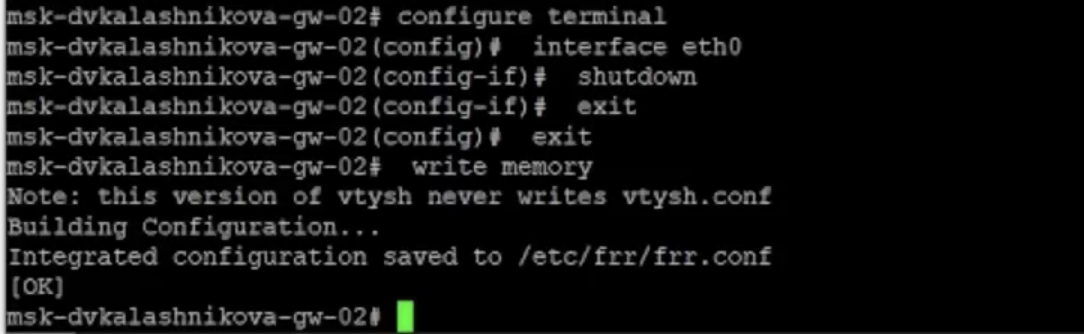 msk-dvkalashnikova-gw-02# configure terminal
msk-dvkalashnikova-gw-02(config)#  interface eth0
msk-dvkalashnikova-gw-02(config-if)#  shutdown
msk-dvkalashnikova-gw-02(config-if)#  exit
msk-dvkalashnikova-gw-02(config)#  exit
msk-dvkalashnikova-gw-02#  write memory
Note: this version of vtysh never writes vtysh.conf
Building Configuration...
Integrated configuration saved to /etc/frr/frr.conf
[OK]
msk-dvkalashnikova-gw-02#